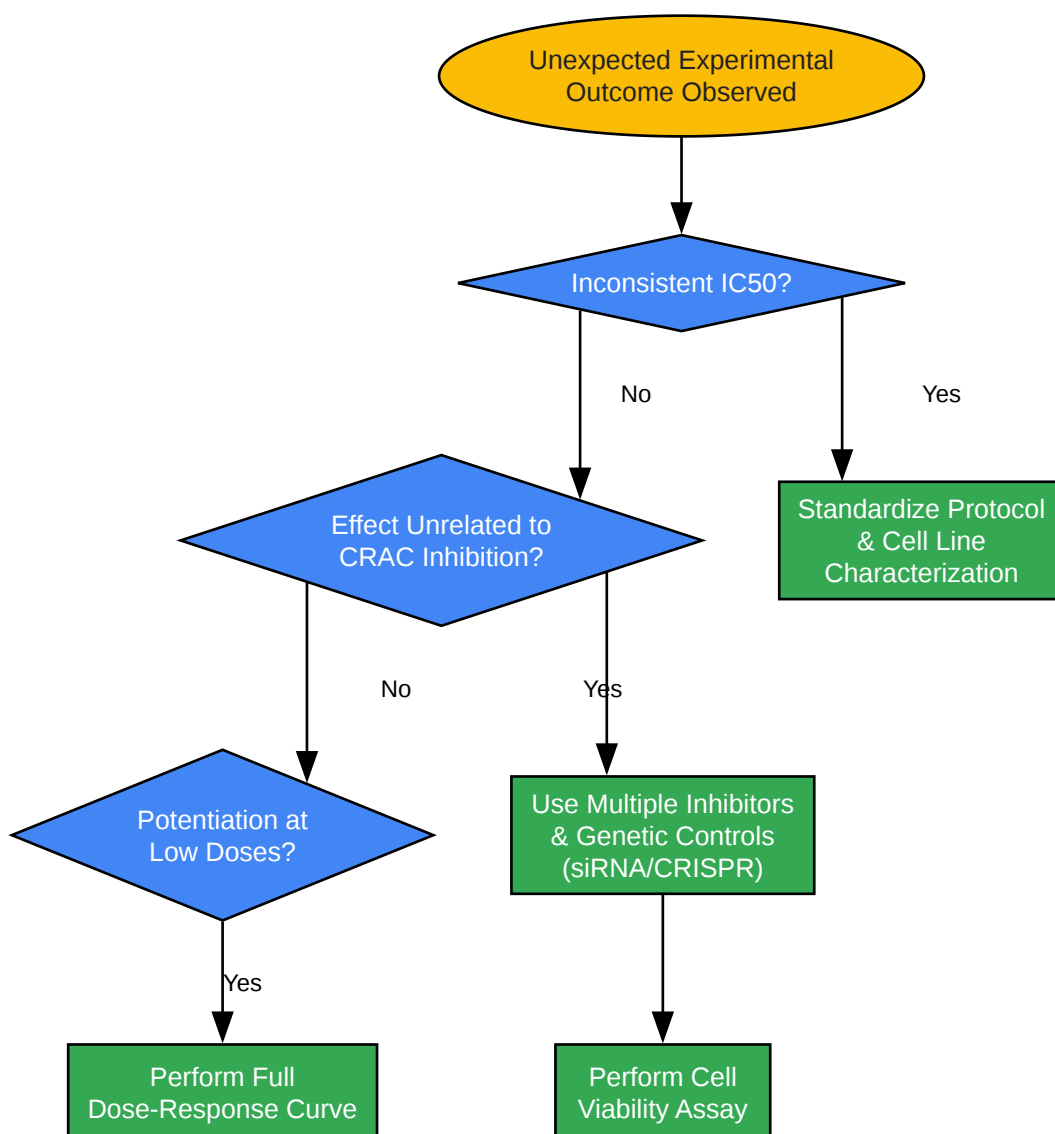 Unexpected Experimental
Outcome Observed
Inconsistent IC50?
No
Yes
Effect Unrelated to
CRAC Inhibition?
Standardize Protocol
& Cell Line
Characterization
No
Yes
Potentiation at
Low Doses?
Use Multiple Inhibitors
& Genetic Controls
(siRNA/CRISPR)
Yes
Perform Full
Dose-Response Curve
Perform Cell
Viability Assay